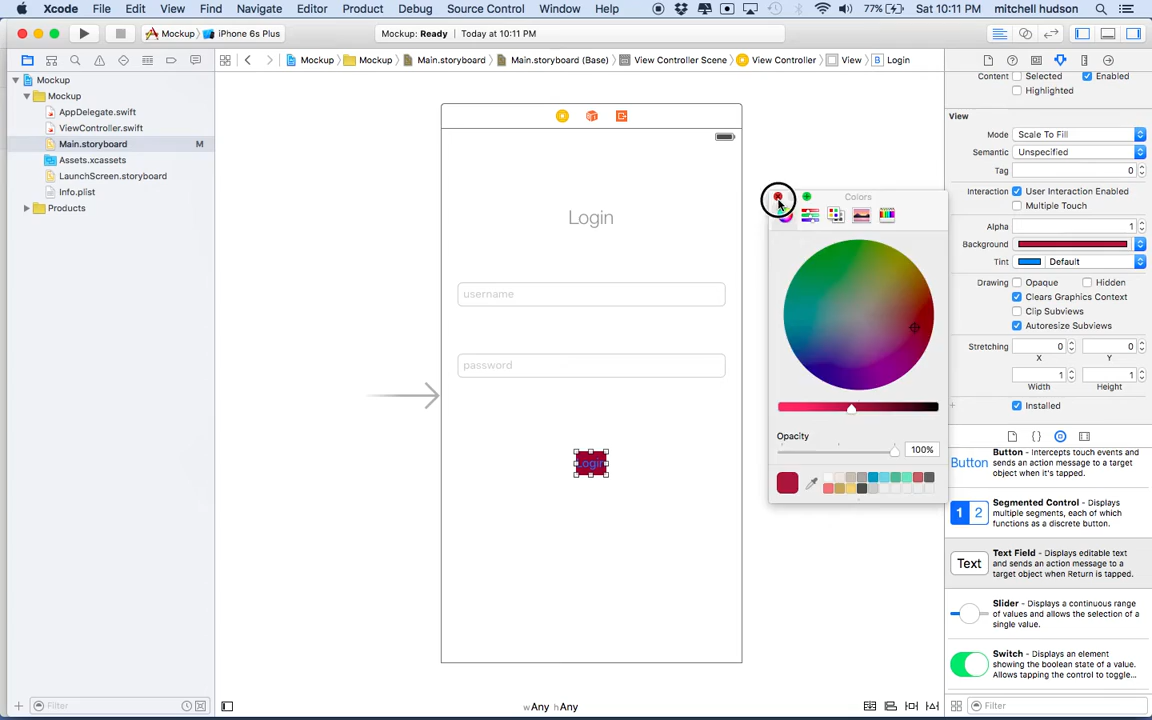 Xcode File Edit View Find Navigate Editor Product Debug Source Control Window Help 77% Sat 10:11 PM mitchell hudson
Mockup iPhone 6s Plus Mockup: Ready Today at 10:11 PM
Mockup Mockup Main.storyboard Main.storyboard (Base) View Controller Scene View Controller View B Login
Mockup
Mockup
AppDelegate.swift
ViewController.swift
Main.storyboard M
Assets.xcassets
LaunchScreen.storyboard
Info.plist
Products
Filter
Login
username
password
Login
wAny hAny
Colors
Opacity
100%
Content Selected Enabled
Highlighted
View
Mode Scale To Fill
Semantic Unspecified
Tag 0
Interaction User Interaction Enabled
Multiple Touch
Alpha 1
Background
Tint Default
Drawing Opaque Hidden
Clears Graphics Context
Clip Subviews
Autoresize Subviews
Stretching 0 0
X Y
1 1
Width Height
Installed
{}
Button
Button - Intercepts touch events and
sends an action message to a target
object when it's tapped.
1 2
Segmented Control - Displays
multiple segments, each of which
functions as a discrete button.
Text
Text Field - Displays editable text
and sends an action message to a
target object when Return is tapped.
Slider - Displays a continuous range
of values and allows the selection of a
single value.
Switch - Displays an element
showing the boolean state of a value.
Allows tapping the control to toggle...
Filter